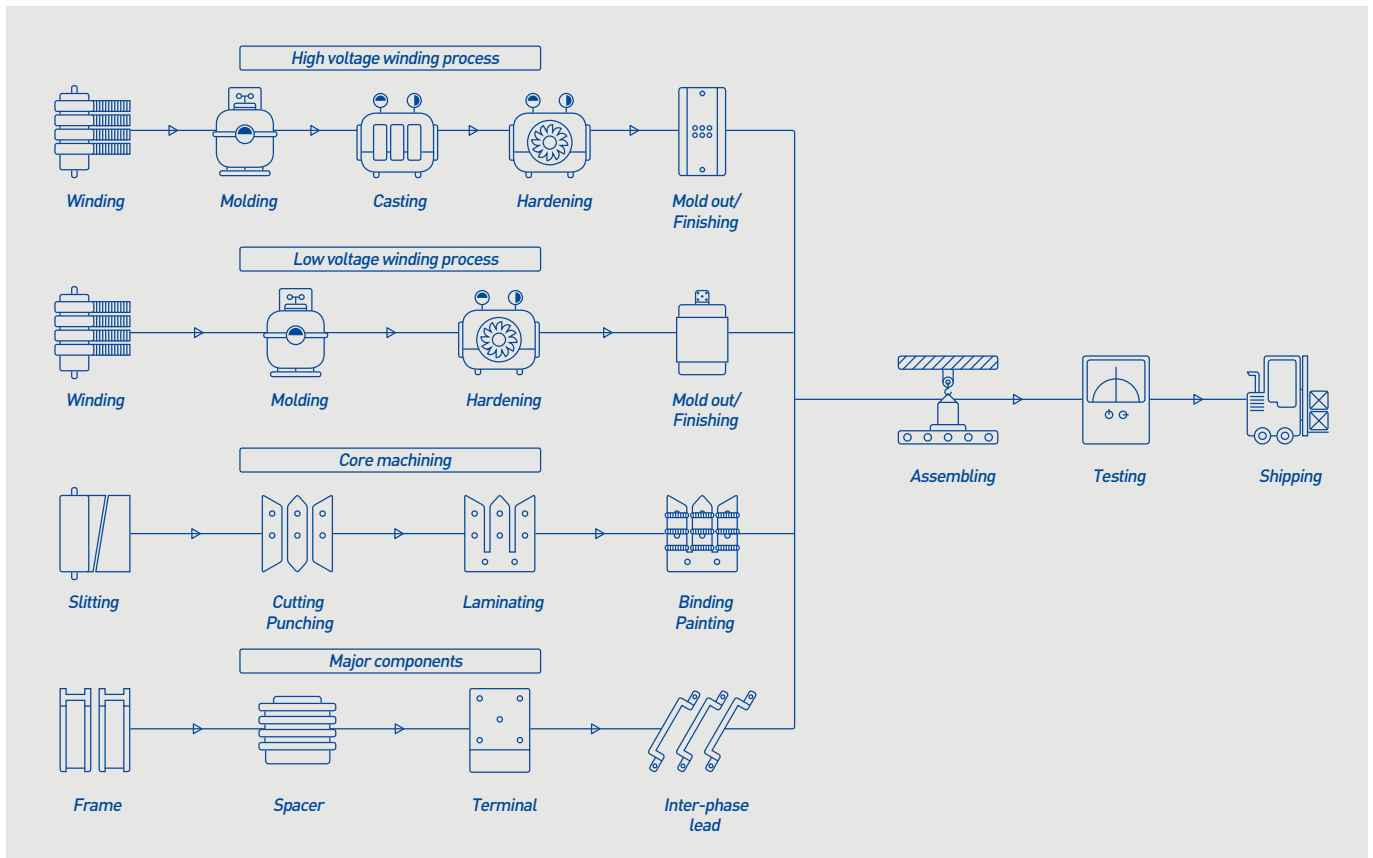 High voltage winding process
Winding
Molding
Casting
Hardening
Mold out/
Finishing
Low voltage winding process
Winding
Molding
Hardening
Mold out/
Finishing
Core machining
Slitting
Cutting
Punching
Laminating
Binding
Painting
Major components
Frame
Spacer
Terminal
Inter-phase
lead
Assembling
Testing
Shipping